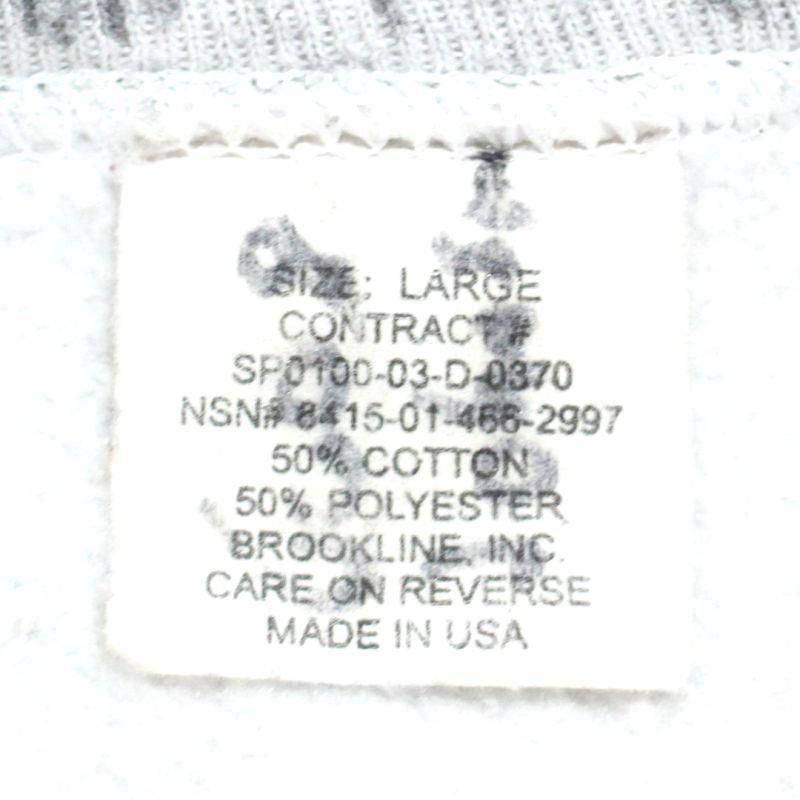 SIZE: LARGE
CONTRACT #
SP0100-03-D-0370
NSN# 8415-01-466-2997
50% COTTON
50% POLYESTER
BROOKLINE, INC.
CARE ON REVERSE
MADE IN USA